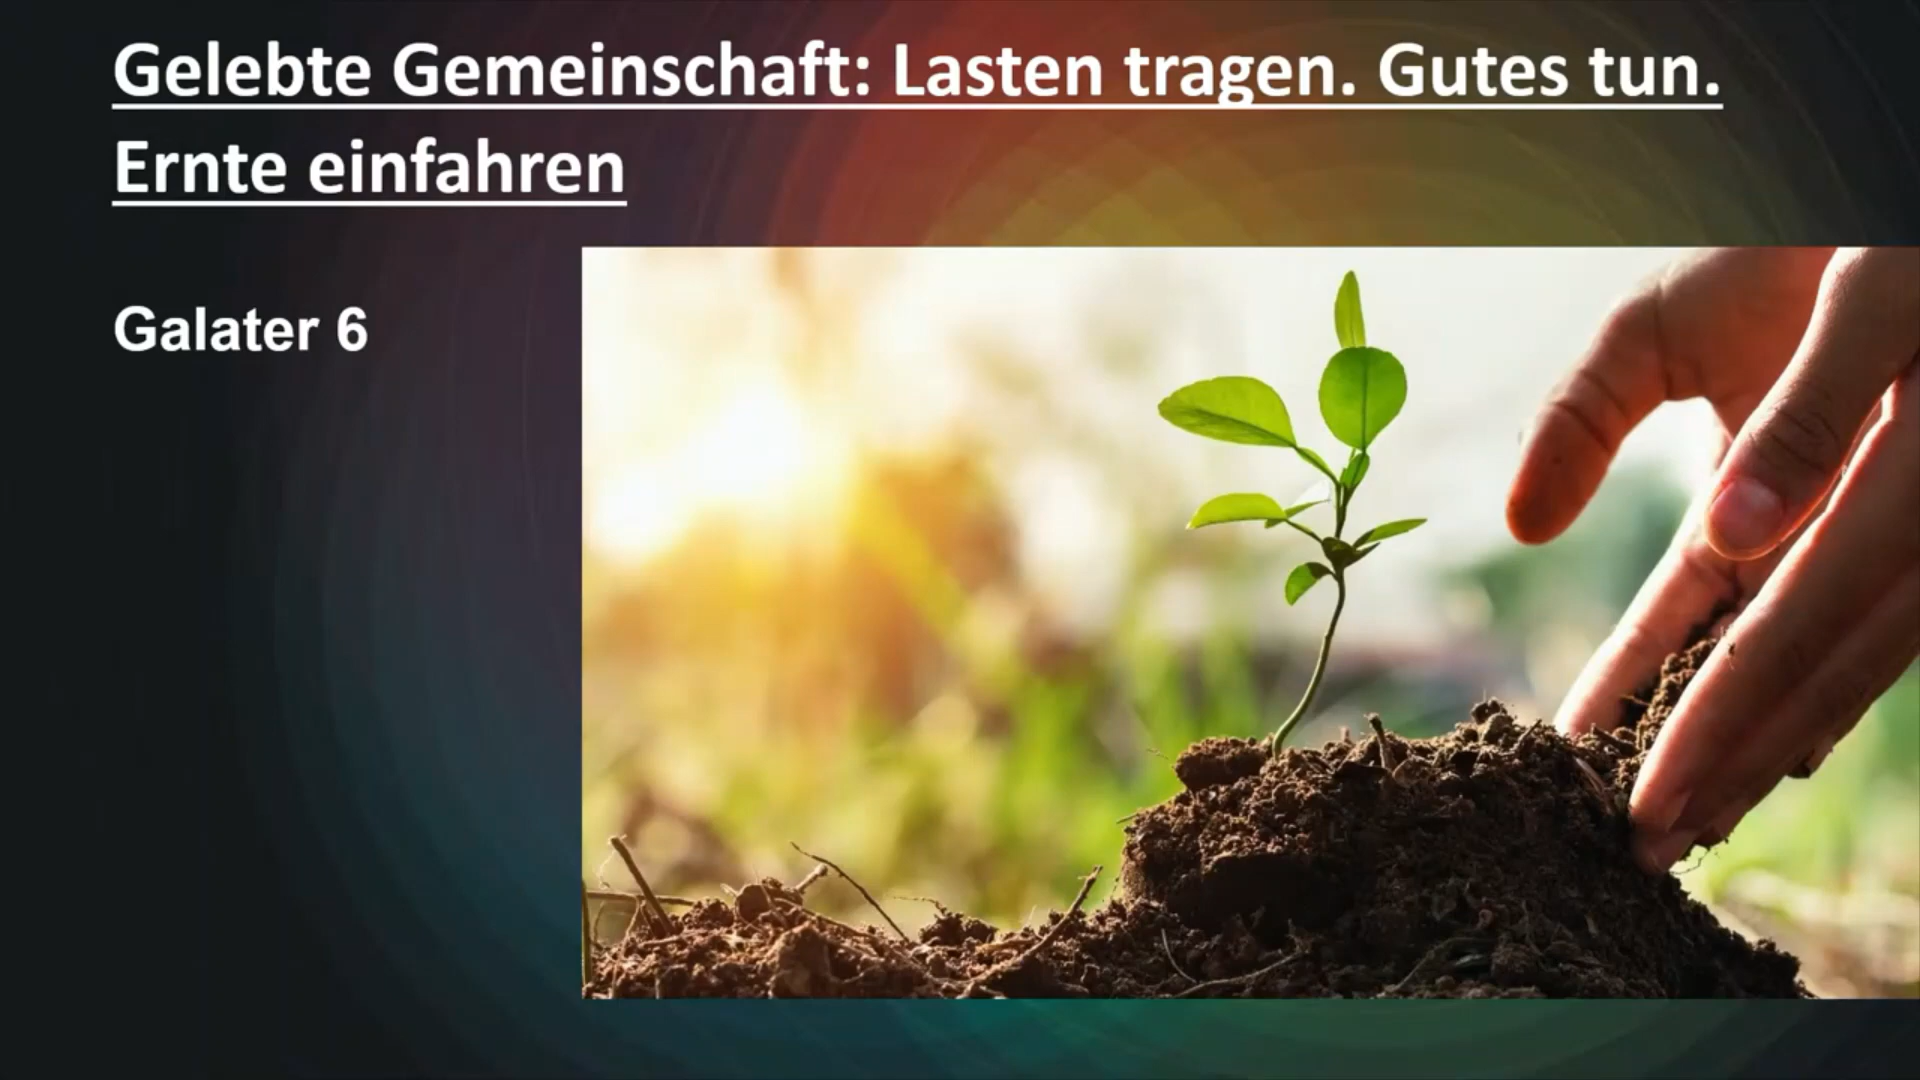 Gelebte Gemeinschaft: Lasten tragen. Gutes tun.
Ernte einfahren
Galater 6